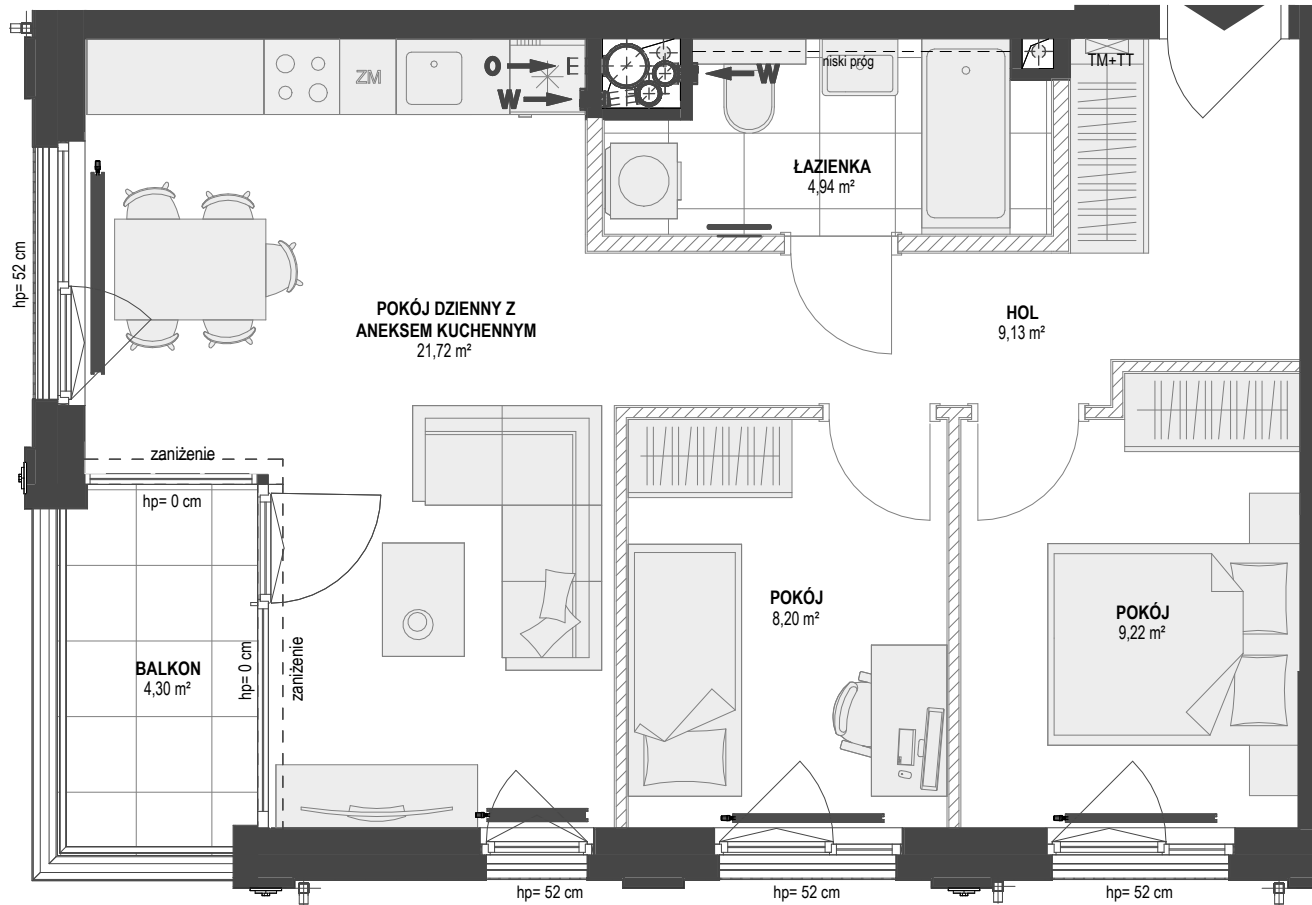 ZM
O
E
W
E E
W
niski próg
TM+TT
ŁAZIENKA
4,94 m²
hp= 52 cm
POKÓJ DZIENNY Z
ANEKSEM KUCHENNYM
21,72 m²
HOL
9,13 m²
zaniżenie
hp= 0 cm
POKÓJ
8,20 m²
POKÓJ
9,22 m²
BALKON
4,30 m²
hp= 0 cm
zaniżenie
hp= 52 cm
hp= 52 cm
hp= 52 cm